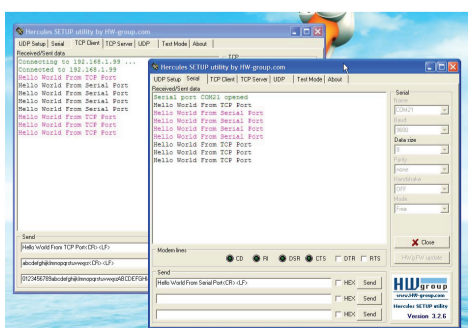 Hercules SETUP utility by HW-group.com
UDP Setup Serial TCP Client TCP Server UDP Test Mode About
Received/Sent data
Connecting to 192.168.1.99 ...
Connected to 192.168.1.99
Hello World From TCP Port
Hello World From Serial Port
Hello World From Serial Port
Hello World From Serial Port
Hello World From TCP Port
Hello World From TCP Port
Hello World From TCP Port
TCP
Send
Hello World From TCP Port<CR><LF>
Hercules SETUP utility by HW-group.com
UDP Setup Serial TCP Client TCP Server UDP Test Mode About
Received/Sent data
Serial port COM21 opened
Hello World From TCP Port
Hello World From Serial Port
Hello World From Serial Port
Hello World From Serial Port
Hello World From TCP Port
Hello World From TCP Port
Hello World From TCP Port
Serial
Name
COM21
Baud
9600
Data size
8
Parity
none
Handshake
OFF
Mode
Free
Close
HWg FW update
Modem lines
CD RI DSR CTS DTR RTS
Send
Hello World From Serial Port<CR><LF>
HEX Send
HEX Send
HEX Send
HW group
www.HW-group.com
Hercules SETUP utility
Version 3.2.6